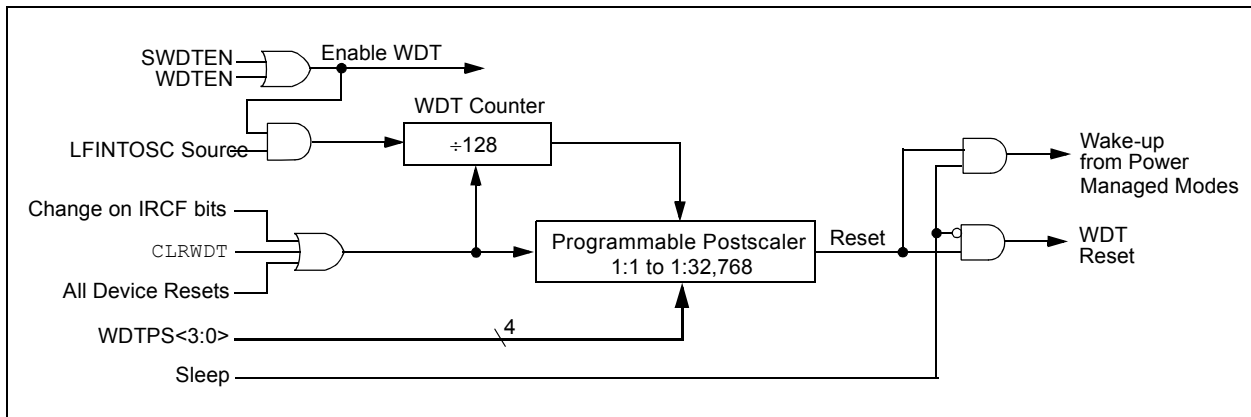 SWDTEN
WDTEN
Enable WDT
WDT Counter
÷128
LFINTOSC Source
Wake-up
from Power
Managed Modes
Change on IRCF bits
CLRWDT
All Device Resets
Programmable Postscaler
1:1 to 1:32,768
Reset
WDT
Reset
WDTPS<3:0>
4
Sleep